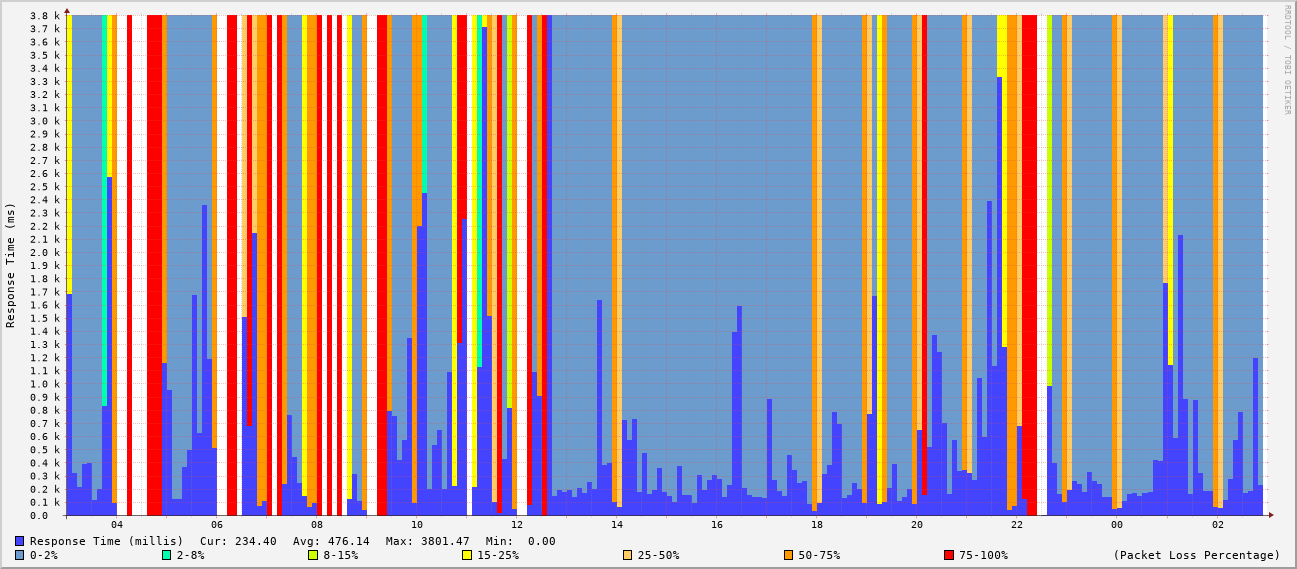 RRDTOOL / TOBI OETIKER
Response Time (ms)
3.8 k
3.7 k
3.6 k
3.5 k
3.4 k
3.3 k
3.2 k
3.1 k
3.0 k
2.9 k
2.8 k
2.7 k
2.6 k
2.5 k
2.4 k
2.3 k
2.2 k
2.1 k
2.0 k
1.9 k
1.8 k
1.7 k
1.6 k
1.5 k
1.4 k
1.3 k
1.2 k
1.1 k
1.0 k
0.9 k
0.8 k
0.7 k
0.6 k
0.5 k
0.4 k
0.3 k
0.2 k
0.1 k
0.0
04 06 08 10 12 14 16 18 20 22 00 02
Response Time (millis) Cur: 234.40 Avg: 476.14 Max: 3801.47 Min: 0.00
0-2% 2-8% 8-15% 15-25% 25-50% 50-75% 75-100% (Packet Loss Percentage)